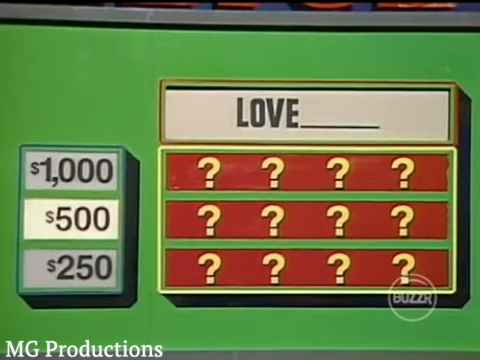 LOVE_____
$1,000 ? ? ? ?
$500 ? ? ? ?
$250 ? ? ? ?
BUZZR
MG Productions